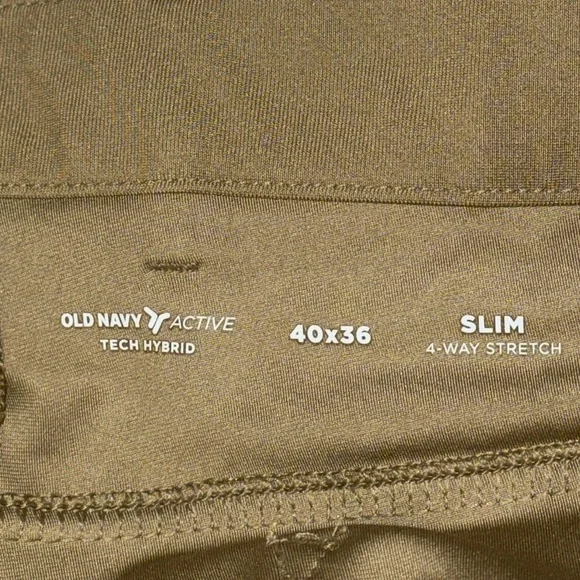 OLD NAVY ACTIVE
TECH HYBRID
40x36
SLIM
4-WAY STRETCH